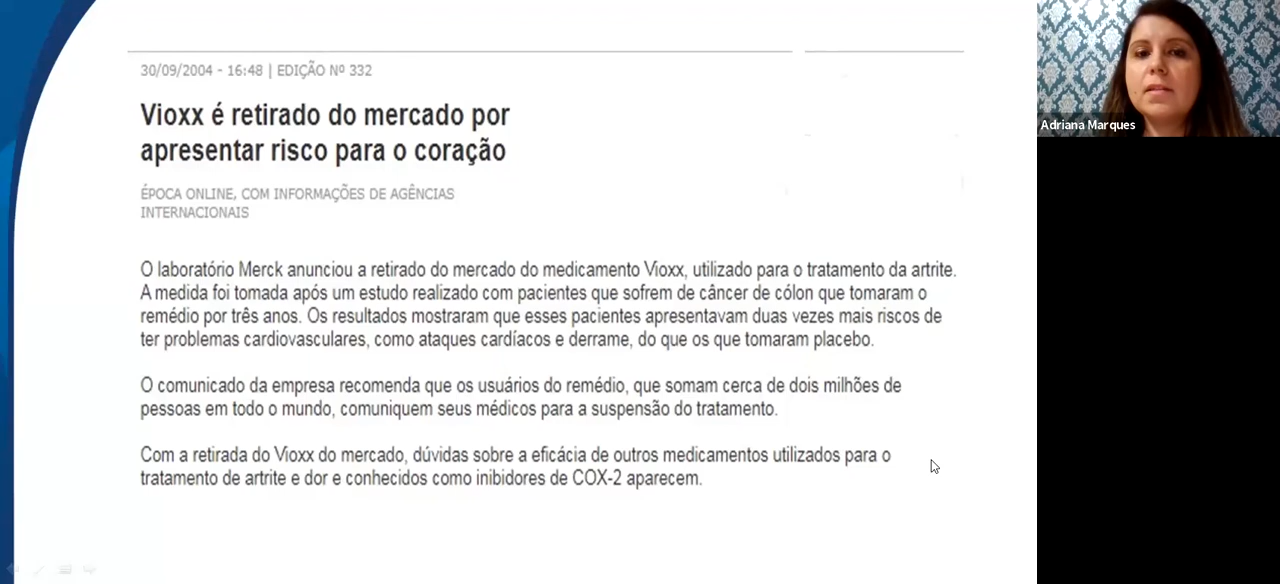 30/09/2004 - 16:48 | EDIÇÃO Nº 332
Vioxx é retirado do mercado por
apresentar risco para o coração
ÉPOCA ONLINE, COM INFORMAÇÕES DE AGÊNCIAS
INTERNACIONAIS
O laboratório Merck anunciou a retirado do mercado do medicamento Vioxx, utilizado para o tratamento da artrite.
A medida foi tomada após um estudo realizado com pacientes que sofrem de câncer de cólon que tomaram o
remédio por três anos. Os resultados mostraram que esses pacientes apresentavam duas vezes mais riscos de
ter problemas cardiovasculares, como ataques cardíacos e derrame, do que os que tomaram placebo.
O comunicado da empresa recomenda que os usuários do remédio, que somam cerca de dois milhões de
pessoas em todo o mundo, comuniquem seus médicos para a suspensão do tratamento.
Com a retirada do Vioxx do mercado, dúvidas sobre a eficácia de outros medicamentos utilizados para o
tratamento de artrite e dor e conhecidos como inibidores de COX-2 aparecem.
Adriana Marques